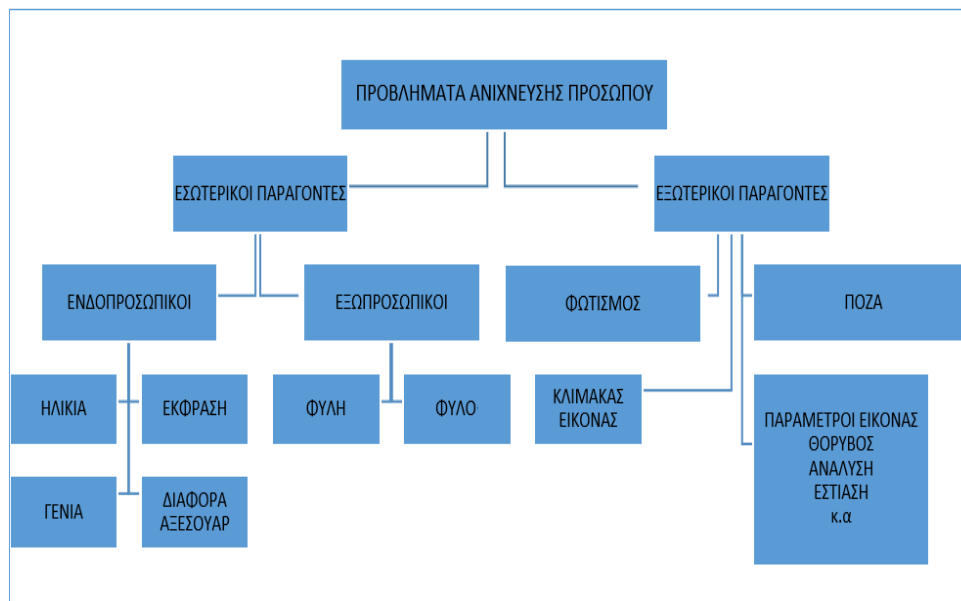 ΠΡΟΒΛΗΜΑΤΑ ΑΝΙΧΝΕΥΣΗΣ ΠΡΟΣΩΠΟΥ
ΕΣΩΤΕΡΙΚΟΙ ΠΑΡΑΓΟΝΤΕΣ
ΕΞΩΤΕΡΙΚΟΙ ΠΑΡΑΓΟΝΤΕΣ
ΕΝΔΟΠΡΟΣΩΠΙΚΟΙ
ΕΞΩΠΡΟΣΩΠΙΚΟΙ
ΦΩΤΙΣΜΟΣ
ΠΟΖΑ
ΗΛΙΚΙΑ
ΕΚΦΡΑΣΗ
ΦΥΛΗ
ΦΥΛΟ
ΚΛΙΜΑΚΑΣ
ΕΙΚΟΝΑΣ
ΓΕΝΙΑ
ΔΙΑΦΟΡΑ
ΑΞΕΣΟΥΑΡ
ΠΑΡΑΜΕΤΡΟΙ ΕΙΚΟΝΑΣ
ΘΟΡΥΒΟΣ
ΑΝΑΛΥΣΗ
ΕΣΤΙΑΣΗ
κ.α